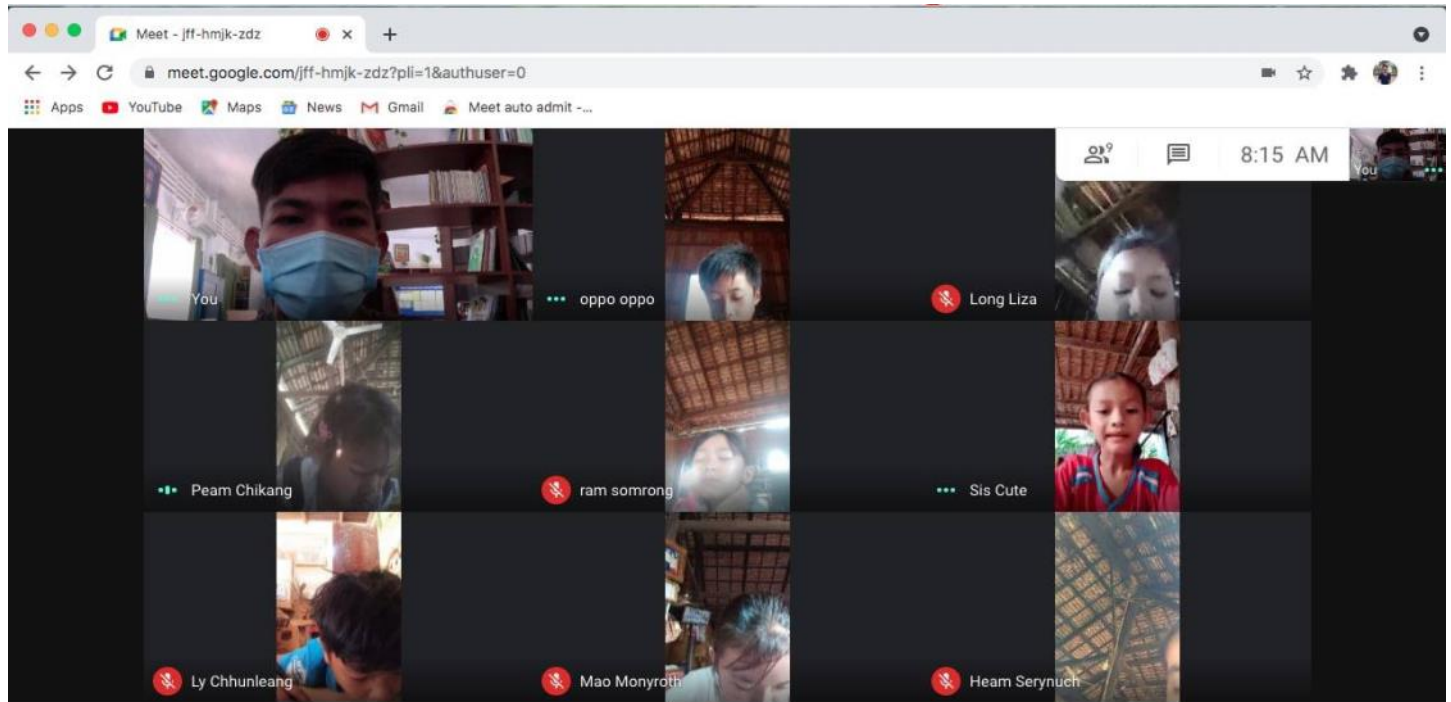 Meet - jff-hmjk-zdz
meet.google.com/jff-hmjk-zdz?pli=1&authuser=0
Apps YouTube Maps News Gmail Meet auto admit -...
9 8:15 AM
You
You oppo oppo Long Liza
Peam Chikang ram somrong Sis Cute
Ly Chhunleang Mao Monyroth Heam Serynuch